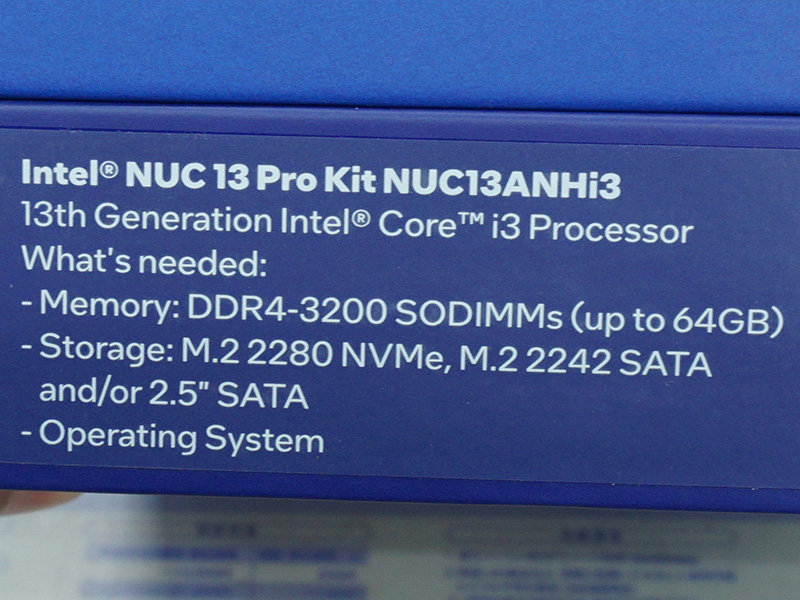 Intel® NUC 13 Pro Kit NUC13ANHi3
13th Generation Intel® Core™ i3 Processor
What's needed:
- Memory: DDR4-3200 SODIMMs (up to 64GB)
- Storage: M.2 2280 NVMe, M.2 2242 SATA
and/or 2.5" SATA
- Operating System